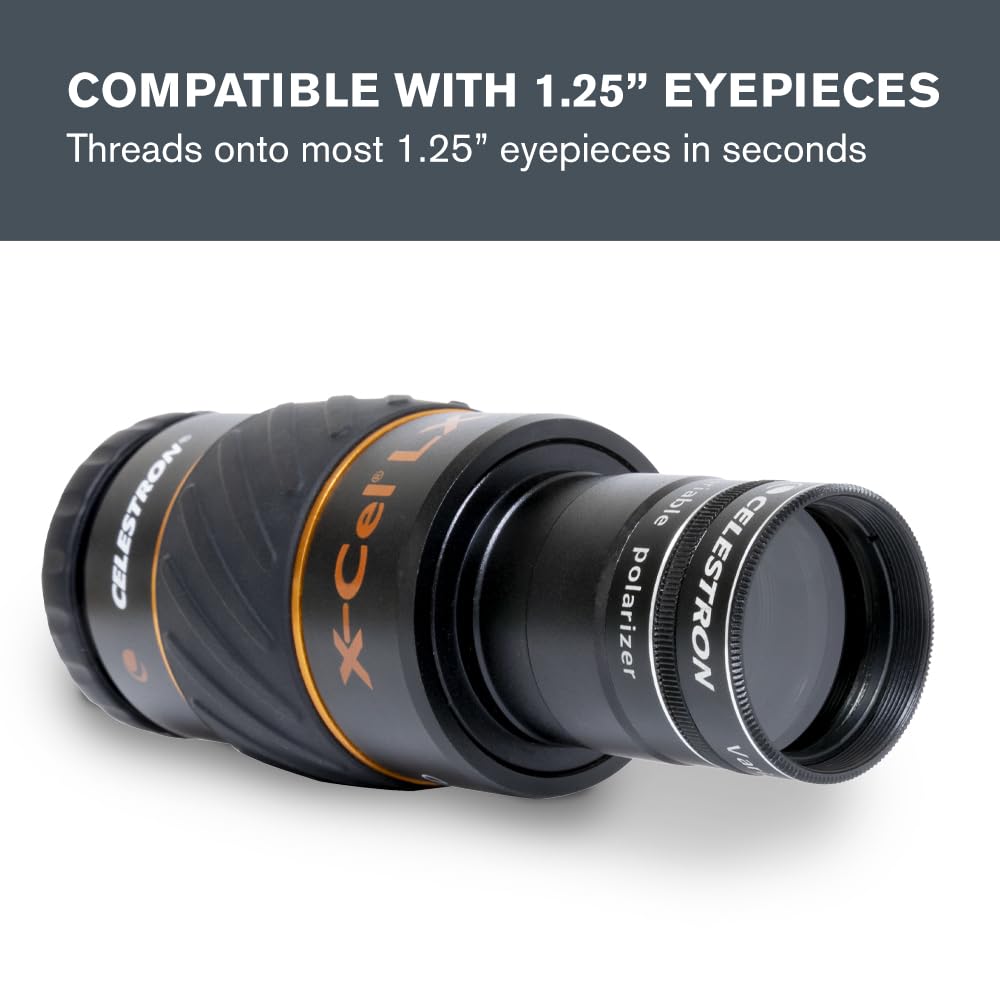 COMPATIBLE WITH 1.25” EYEPIECES
Threads onto most 1.25” eyepieces in seconds
CELESTRON®
X-Cel® LX
polarizer
CELESTRON